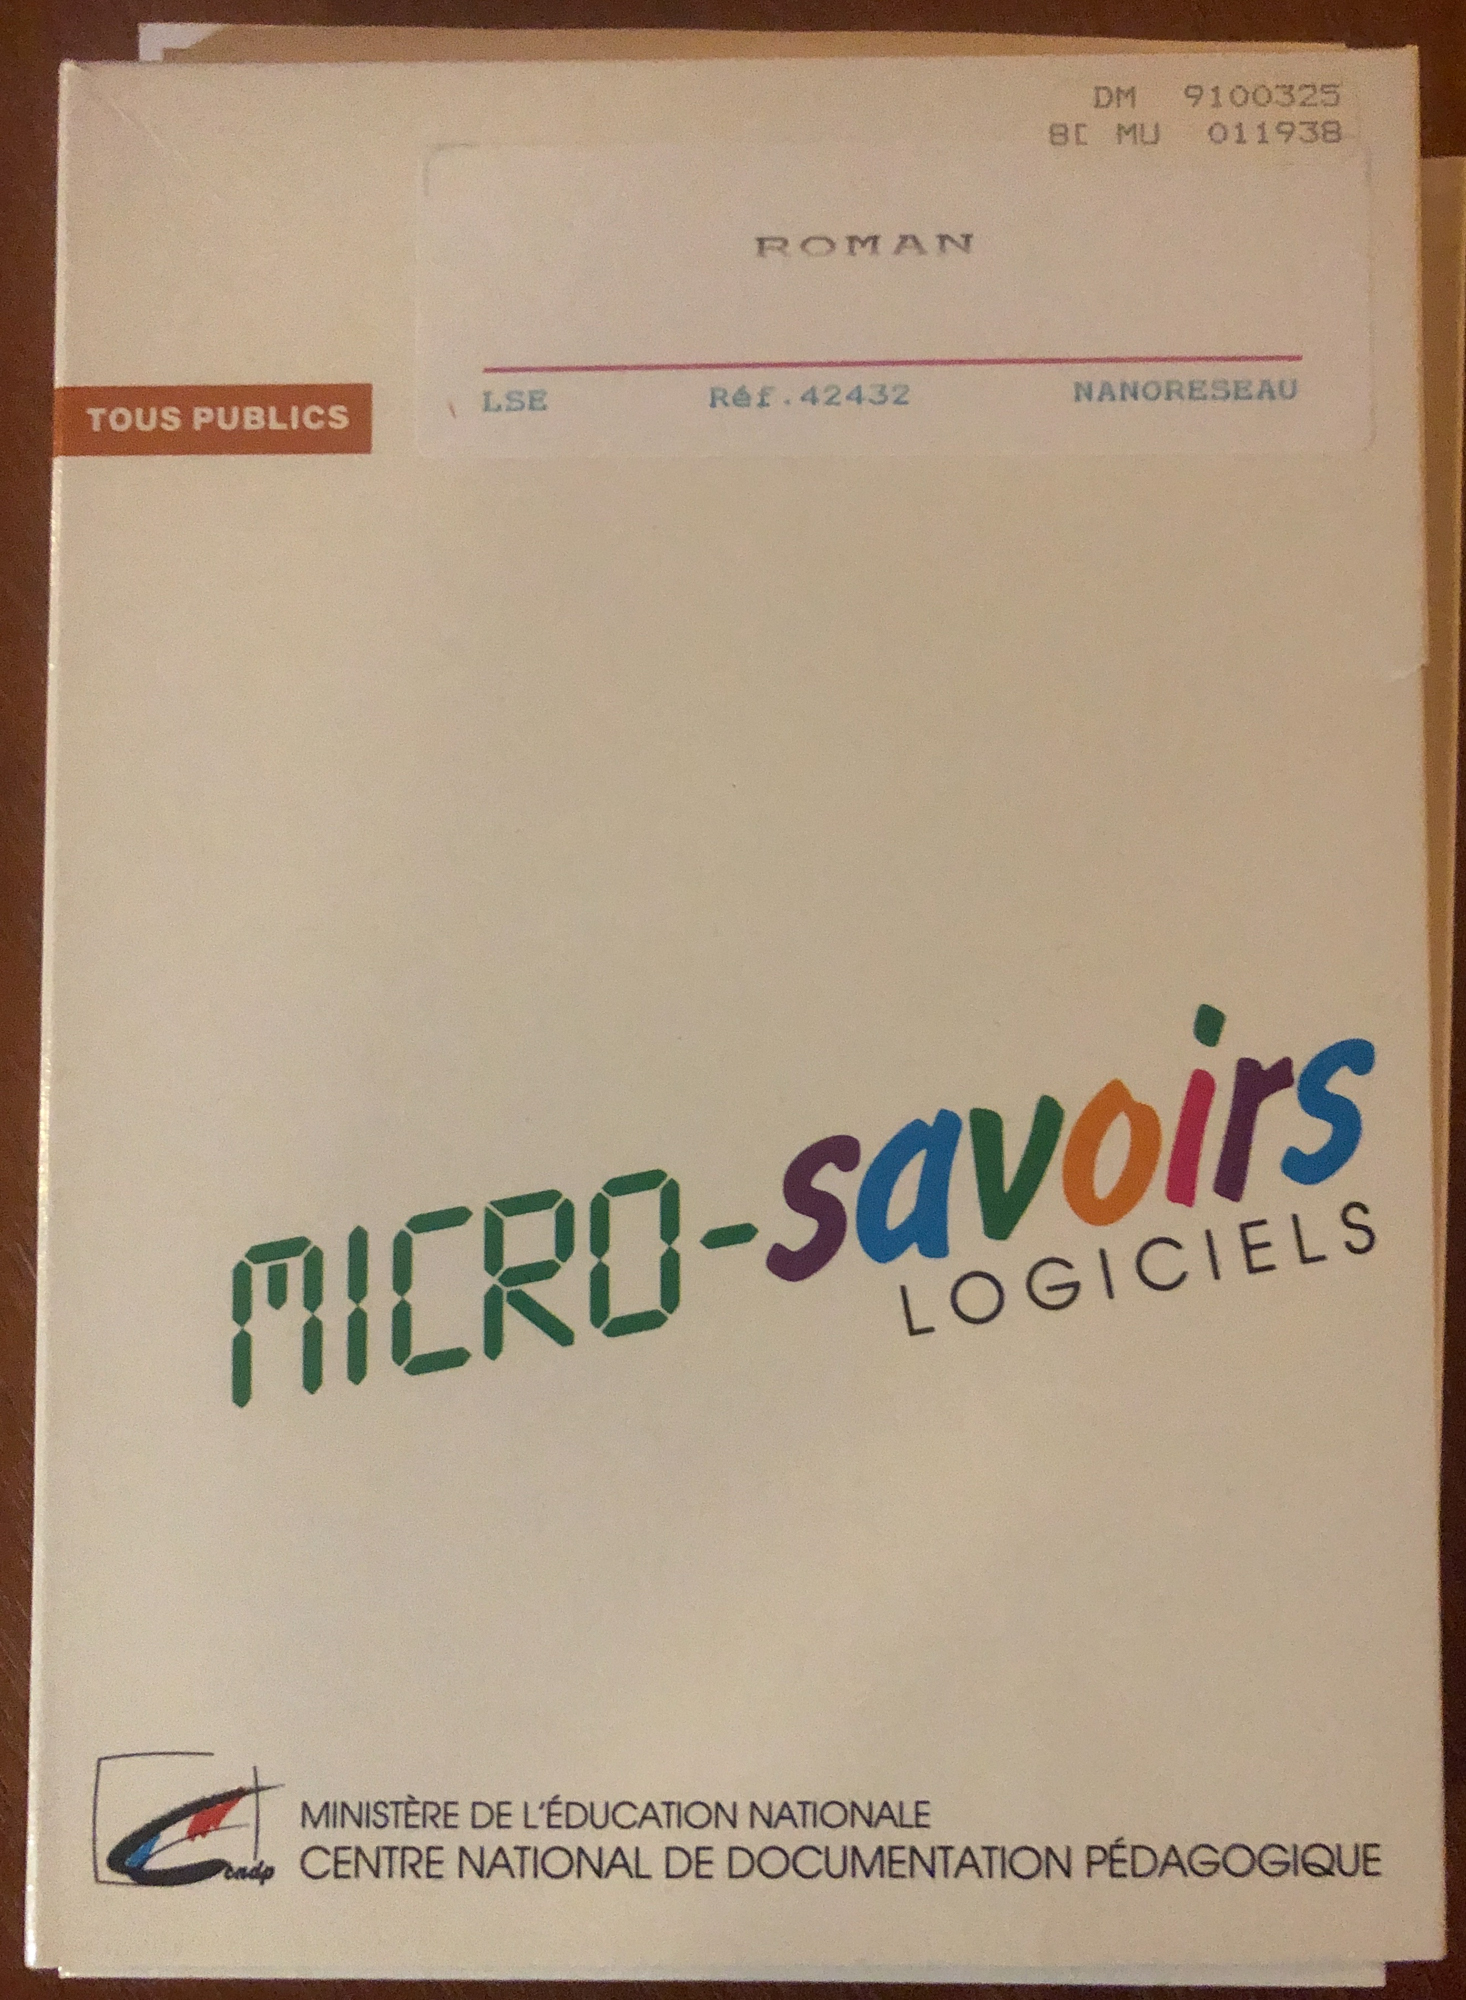 DM 9100325
MU 011938
ROMAN
LSE Réf.42432 NANORESEAU
TOUS PUBLICS
MICRO-savoirs
LOGICIELS
cndp
MINISTÈRE DE L'ÉDUCATION NATIONALE
CENTRE NATIONAL DE DOCUMENTATION PÉDAGOGIQUE